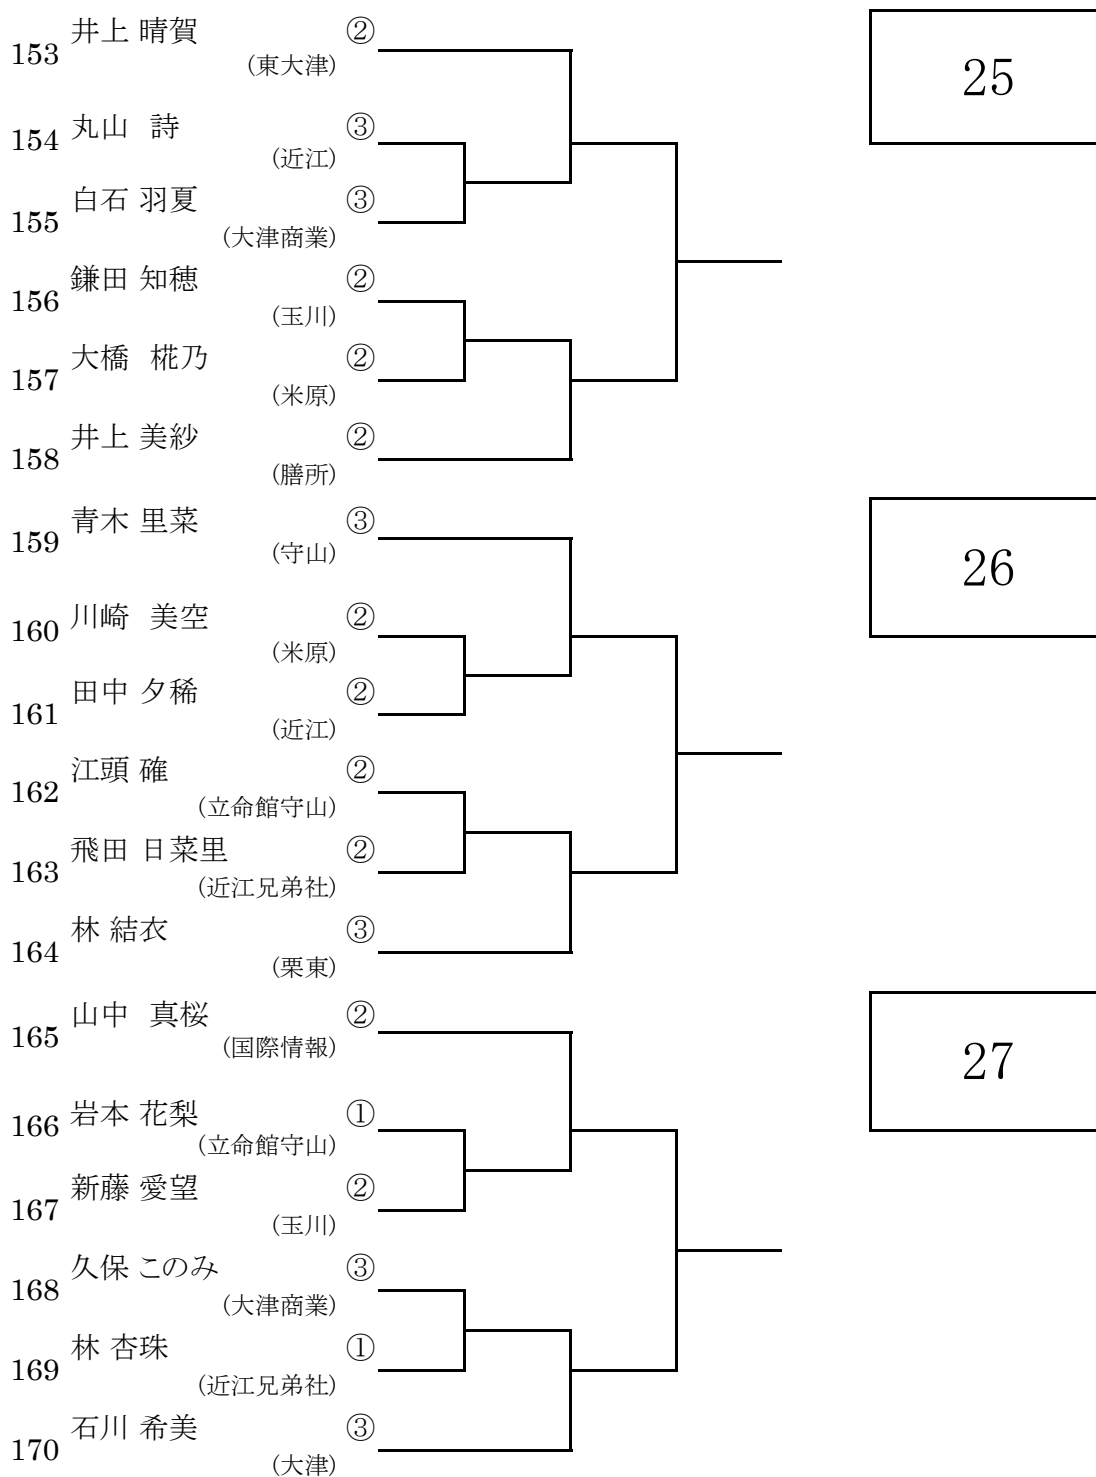 153 井上 晴賀 ②
(東大津)
25
154 丸山 詩 ③
(近江)
155 白石 羽夏 ③
(大津商業)
156 鎌田 知穂 ②
(玉川)
157 大橋 椛乃 ②
(米原)
158 井上 美紗 ②
(膳所)
159 青木 里菜 ③
(守山)
26
160 川崎 美空 ②
(米原)
161 田中 夕稀 ②
(近江)
162 江頭 確 ②
(立命館守山)
163 飛田 日菜里 ②
(近江兄弟社)
164 林 結衣 ③
(栗東)
165 山中 真桜 ②
(国際情報)
27
166 岩本 花梨 ①
(立命館守山)
167 新藤 愛望 ②
(玉川)
168 久保 このみ ③
(大津商業)
169 林 杏珠 ①
(近江兄弟社)
170 石川 希美 ③
(大津)